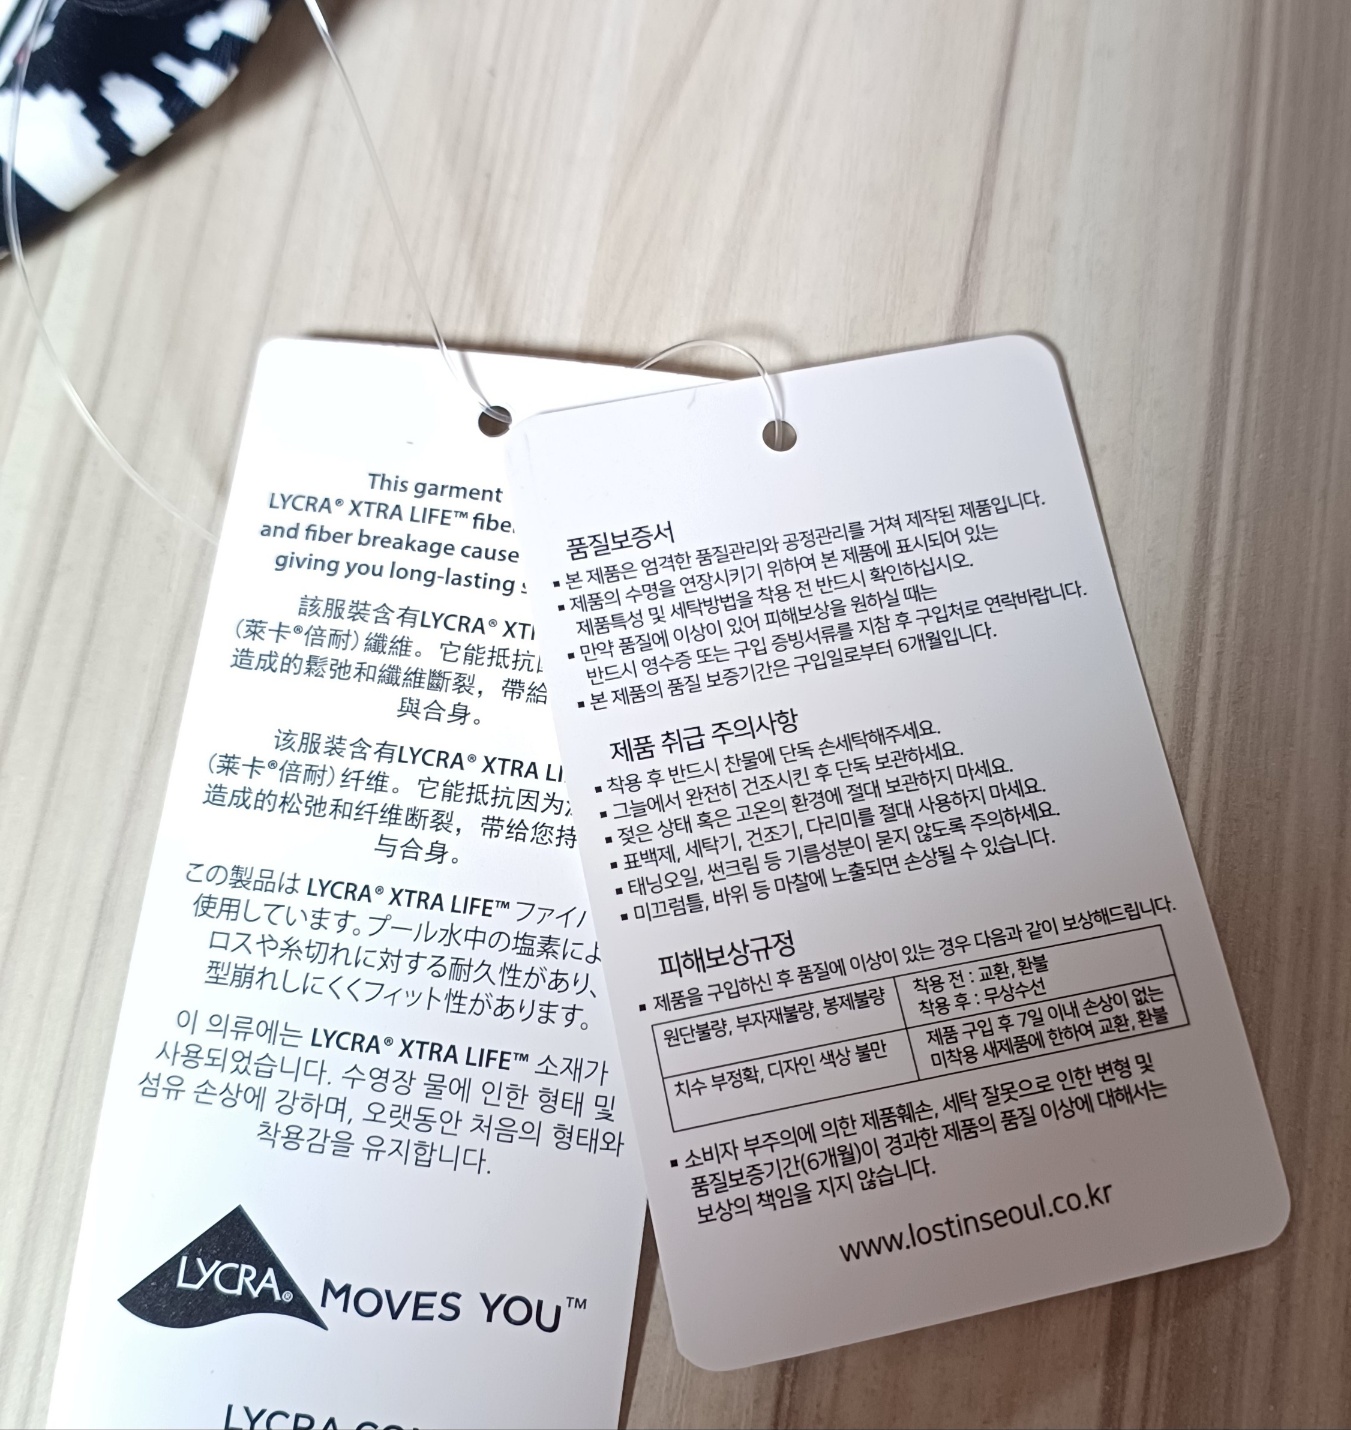 This garment
LYCRA® XTRA LIFE™
and fiber breakage
giving you long-lasting
該服裝含有LYCRA®
(萊卡®倍耐) 纖維。它能抵抗
造成的鬆弛和纖維斷裂，帶給
與合身。
该服装含有LYCRA® XTRA
(莱卡®倍耐) 纤维。它能抵抗因为
造成的松弛和纤维断裂，带给您持
与合身。
この製品は LYCRA® XTRA LIFE™ ファイバ
使用しています。プール水中の塩素によ
ロスや糸切れに対する耐久性があり、
型崩れしにくくフィット性があります。
이 의류에는 LYCRA® XTRA LIFE™ 소재가
사용되었습니다. 수영장 물에 인한 형태 및
섬유 손상에 강하며, 오랫동안 처음의 형태와
착용감을 유지합니다.
LYCRA® MOVES YOU™
품질보증서
▪ 본 제품은 엄격한 품질관리와 공정관리를 거쳐 제작된 제품입니다.
▪ 제품의 수명을 연장시키기 위하여 본 제품에 표시되어 있는
제품특성 및 세탁방법을 착용 전 반드시 확인하십시오.
▪ 만약 품질에 이상이 있어 피해보상을 원하실 때는
반드시 영수증 또는 구입 증빙서류를 지참 후 구입처로 연락바랍니다.
▪ 본 제품의 품질 보증기간은 구입일로부터 6개월입니다.
제품 취급 주의사항
▪ 착용 후 반드시 찬물에 단독 손세탁해주세요.
▪ 그늘에서 완전히 건조시킨 후 단독 보관하세요.
▪ 젖은 상태 혹은 고온의 환경에 절대 보관하지 마세요.
▪ 표백제, 세탁기, 건조기, 다리미를 절대 사용하지 마세요.
▪ 태닝오일, 썬크림 등 기름성분이 묻지 않도록 주의하세요.
▪ 미끄럼틀, 바위 등 마찰에 노출되면 손상될 수 있습니다.
피해보상규정
▪ 제품을 구입하신 후 품질에 이상이 있는 경우 다음과 같이 보상해드립니다.
원단불량, 부자재불량, 봉제불량
착용 전 : 교환, 환불
착용 후 : 무상수선
치수 부정확, 디자인 색상 불만
제품 구입 후 7일 이내 손상이 없는
미착용 새제품에 한하여 교환, 환불
▪ 소비자 부주의에 의한 제품훼손, 세탁 잘못으로 인한 변형 및
품질보증기간(6개월)이 경과한 제품의 품질 이상에 대해서는
보상의 책임을 지지 않습니다.
www.lostinseoul.co.kr